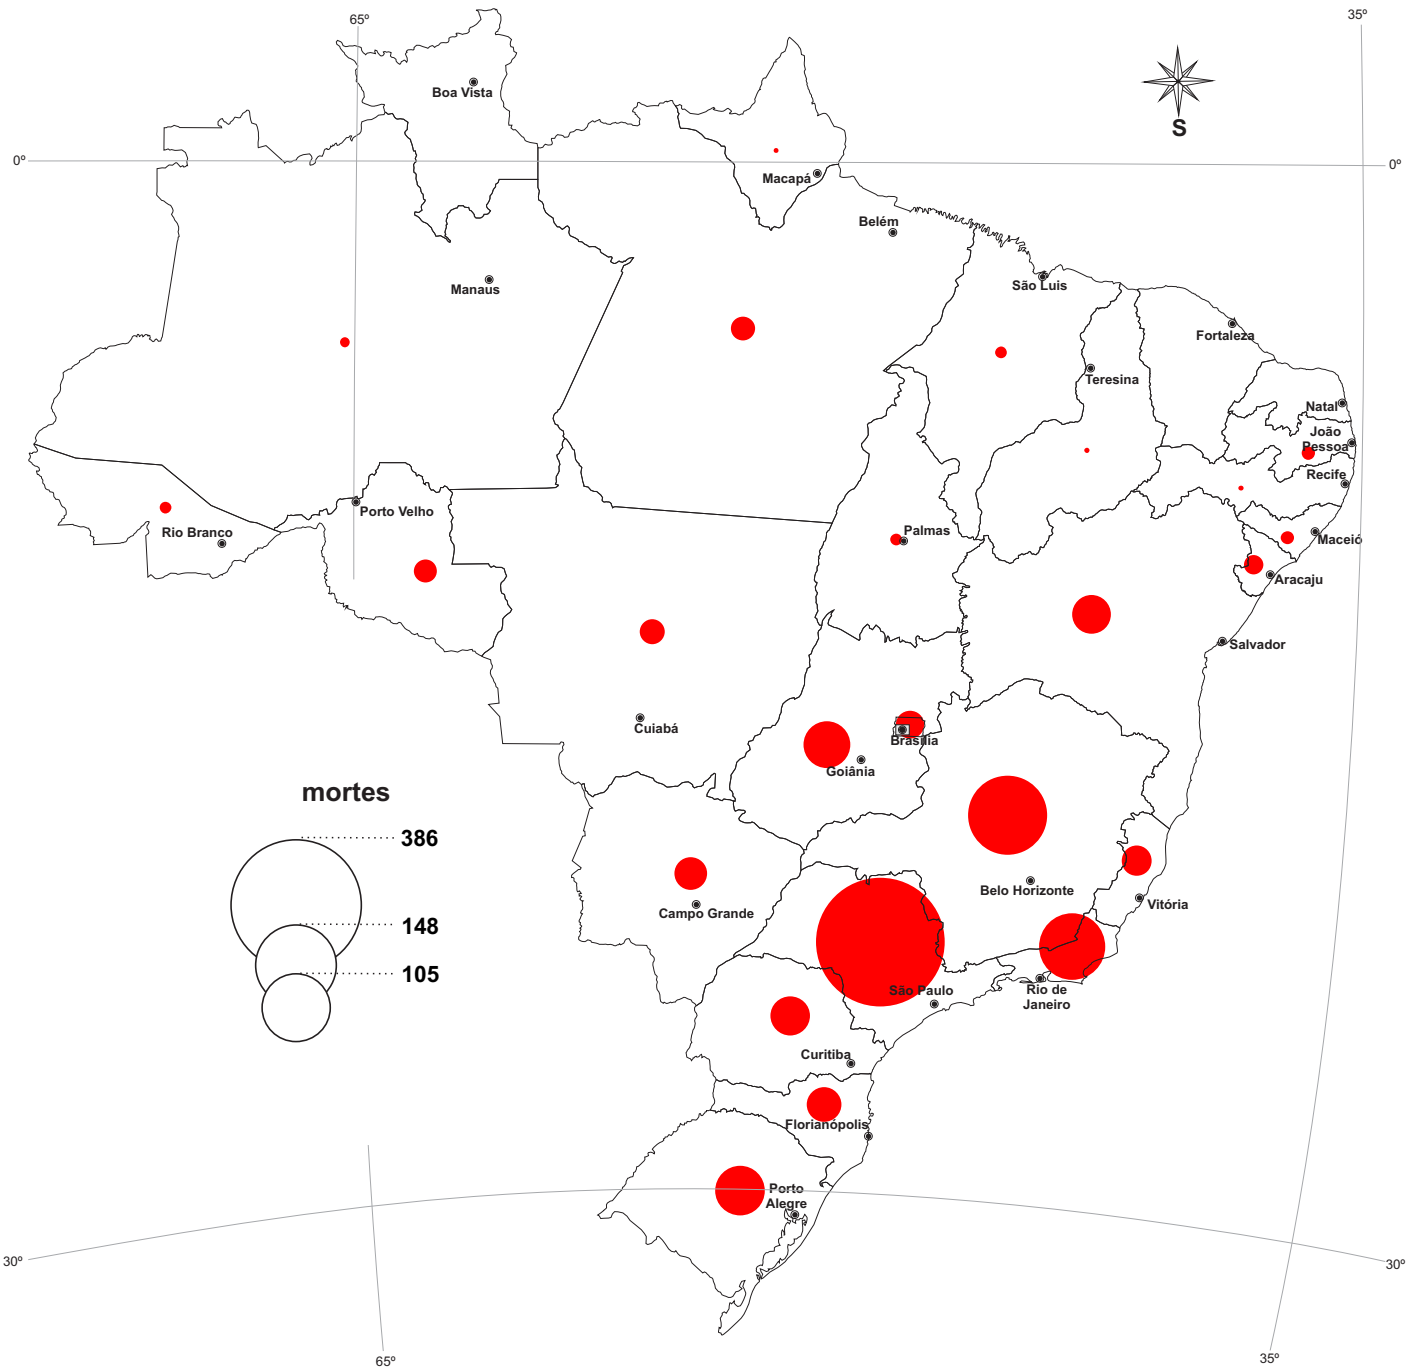 65º
35º
Boa Vista
S
0º
0º
Macapá
Belém
Manaus
São Luis
Fortaleza
Teresina
Natal
João
Pessoa
Recife
Porto Velho
Rio Branco
Palmas
Maceió
Aracaju
Salvador
Cuiabá
Brasília
Goiânia
mortes
386
148
105
Belo Horizonte
Vitória
Campo Grande
São Paulo
Rio de
Janeiro
Curitiba
Florianópolis
Porto
Alegre
30º
30º
65º
35º